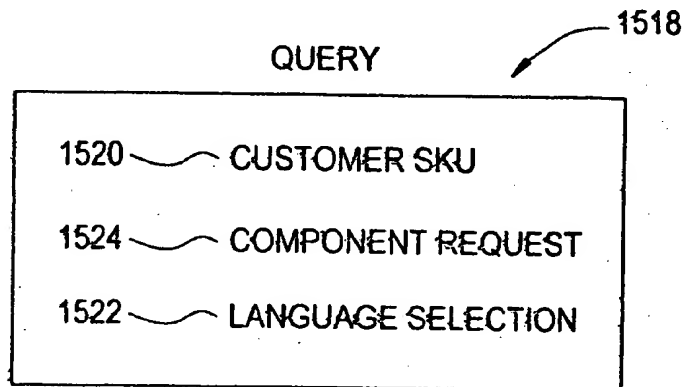 1518
QUERY
1520 CUSTOMER SKU
1524 COMPONENT REQUEST
1522 LANGUAGE SELECTION